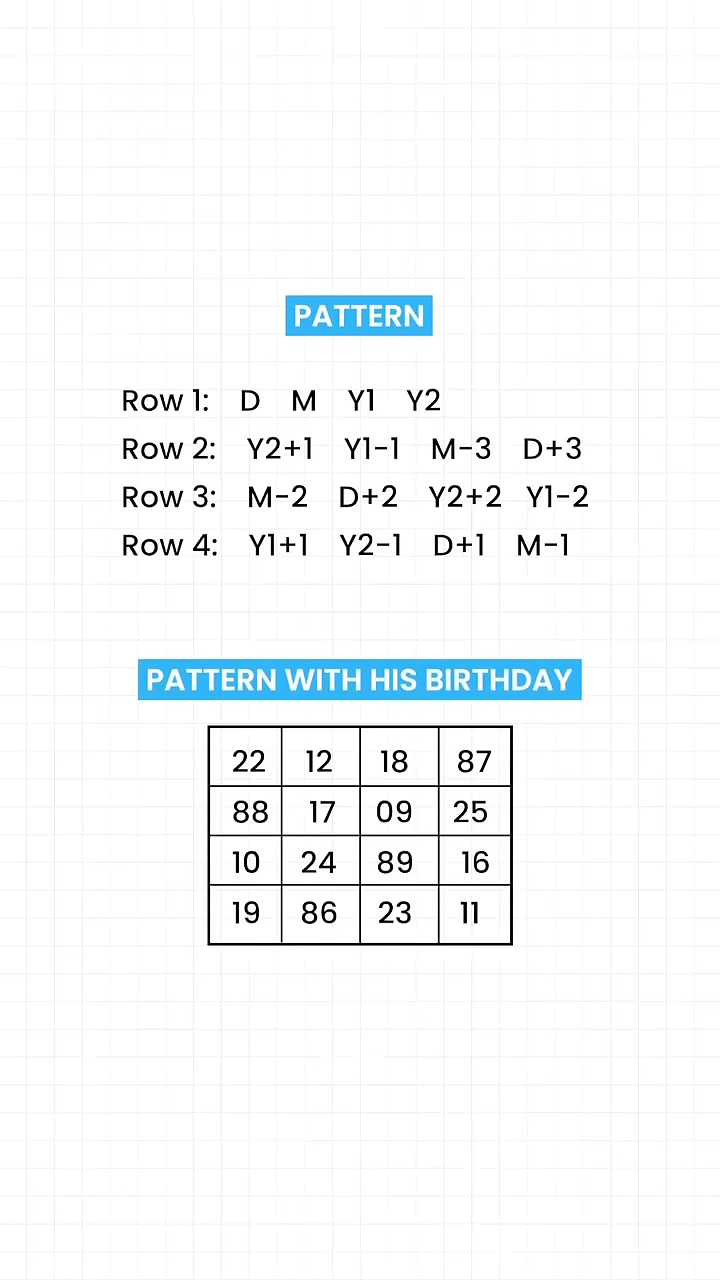 PATTERN
Row 1: D M Y1 Y2
Row 2: Y2+1 Y1-1 M-3 D+3
Row 3: M-2 D+2 Y2+2 Y1-2
Row 4: Y1+1 Y2-1 D+1 M-1
PATTERN WITH HIS BIRTHDAY
22 12 18 87
88 17 09 25
10 24 89 16
19 86 23 11